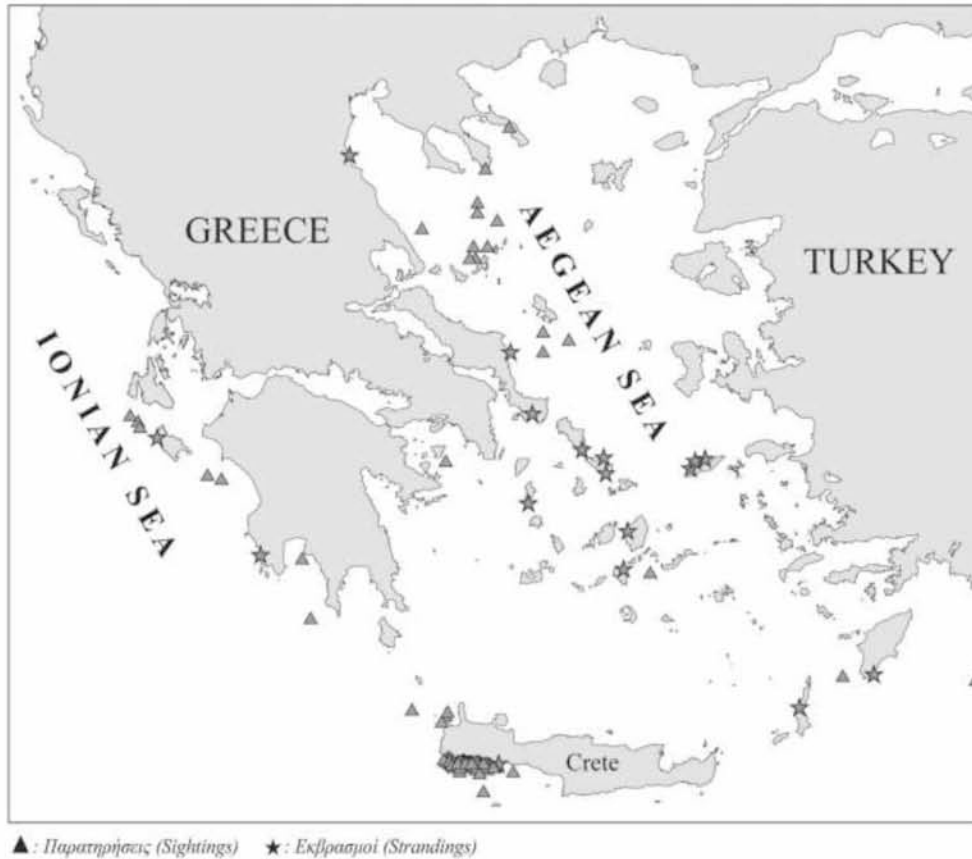 GREECE
AEGEAN SEA
TURKEY
IONIAN SEA
Crete
▲ : Παρατηρήσεις (Sightings) ★ : Εκβρασμοί (Strandings)